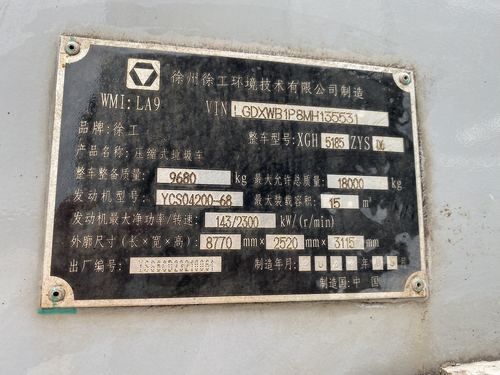 徐州徐工环境技术有限公司制造
WMI: LA9 VIN LGDXWB1P8MH135531
品牌: 徐工 整车型号: XGH 5185 ZYS D6
产品名称: 压缩式垃圾车
整车整备质量: 9680 kg 最大允许总质量: 18000 kg
发动机型号: YCS04200-68 最大装载容积: 15 m³
发动机最大净功率/转速: 143/2300 kW/(r/min)
外廓尺寸(长×宽×高): 8770 mm× 2520 mm× 3115 mm
出厂编号: 制造年月:
制造国: 中 国